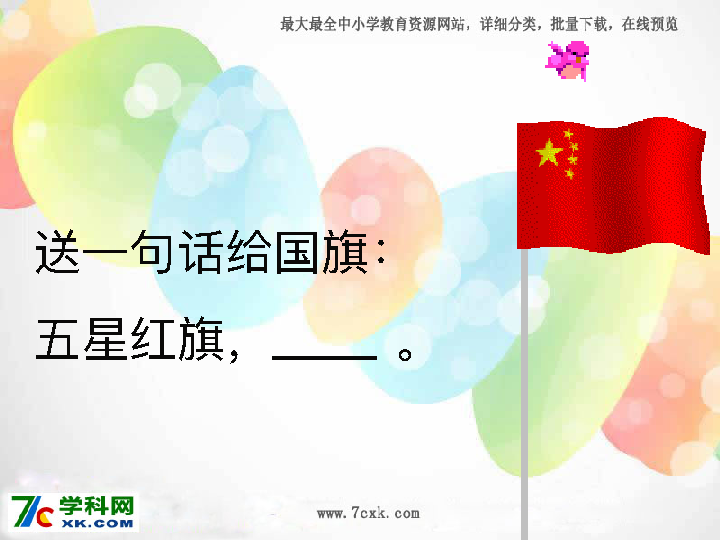 最大最全中小学教育资源网站，详细分类，批量下载，在线预览
送一句话给国旗：
五星红旗，____ 。
7C 学科网
XK.COM
www.7cxk.com